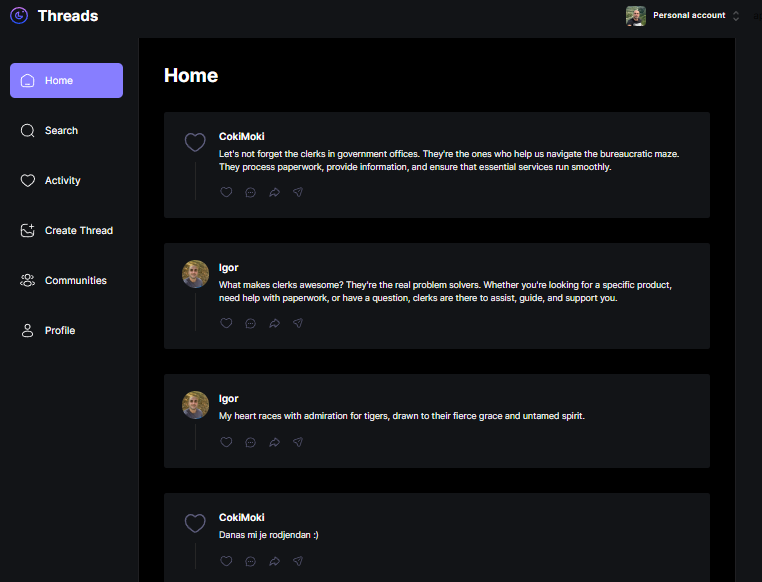 Threads
Personal account
Home
Search
Activity
Create Thread
Communities
Profile
Home
CokiMoki
Let's not forget the clerks in government offices. They're the ones who help us navigate the bureaucratic maze.
They process paperwork, provide information, and ensure that essential services run smoothly.
Igor
What makes clerks awesome? They're the real problem solvers. Whether you're looking for a specific product,
need help with paperwork, or have a question, clerks are there to assist, guide, and support you.
Igor
My heart races with admiration for tigers, drawn to their fierce grace and untamed spirit.
CokiMoki
Danas mi je rodjendan :)